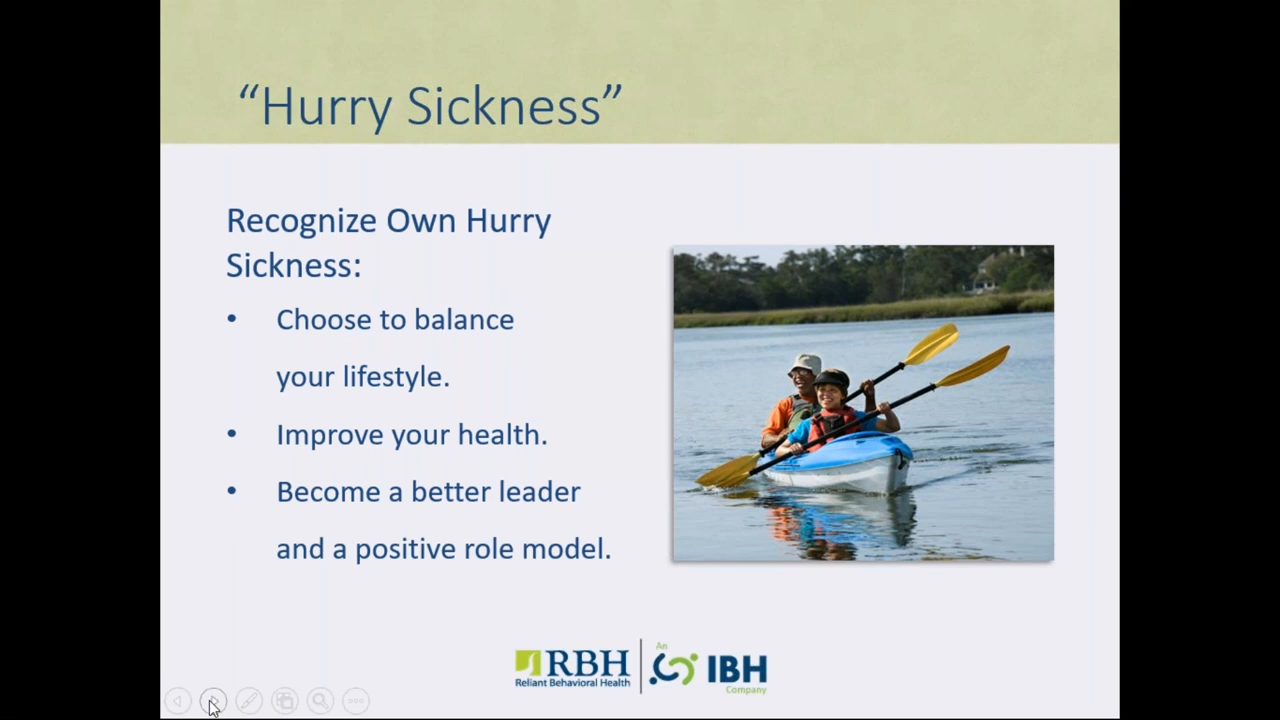 “Hurry Sickness”
Recognize Own Hurry
Sickness:
• Choose to balance
your lifestyle.
• Improve your health.
• Become a better leader
and a positive role model.
RBH
Reliant Behavioral Health
An
IBH
Company